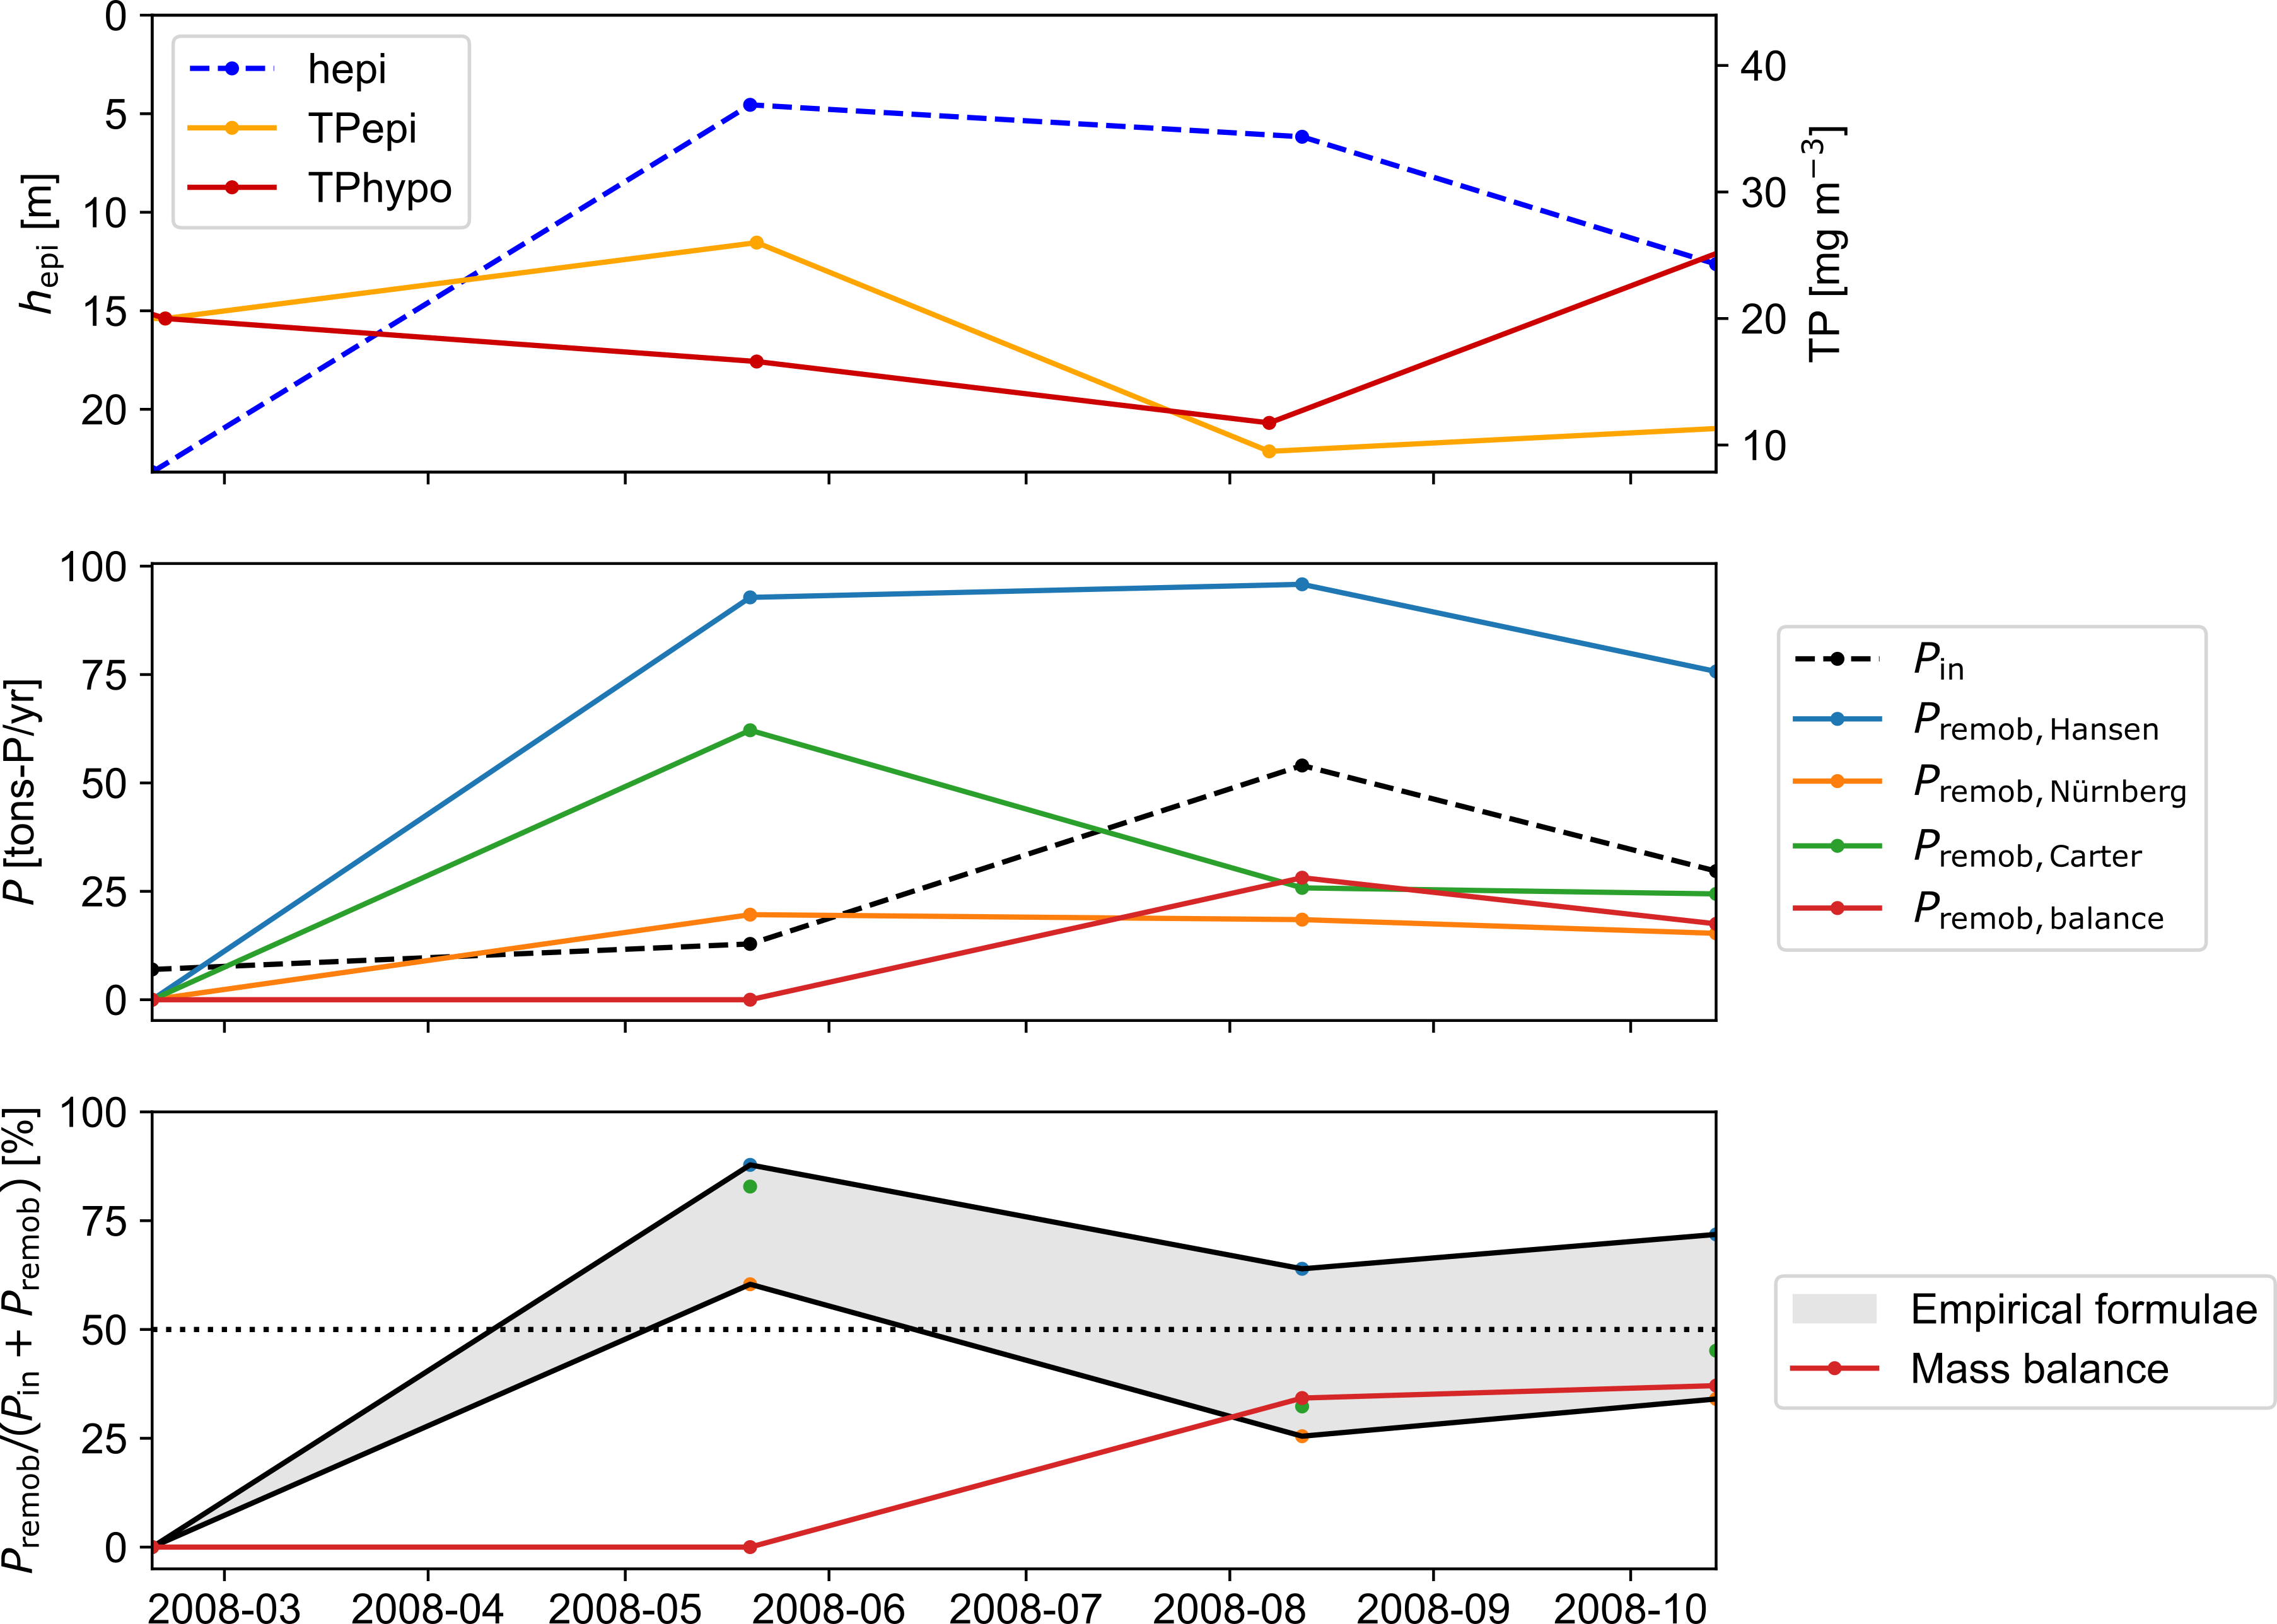 0
5
10
15
20
h_epi [m]
hepi
TPepi
TPhypo
40
30
20
10
TP [mg m⁻³]
100
75
50
25
0
P [tons-P/yr]
P_in
P_remob, Hansen
P_remob, Nürnberg
P_remob, Carter
P_remob, balance
100
75
50
25
0
P_remob/(P_in + P_remob) [%]
Empirical formulae
Mass balance
2008-03 2008-04 2008-05 2008-06 2008-07 2008-08 2008-09 2008-10